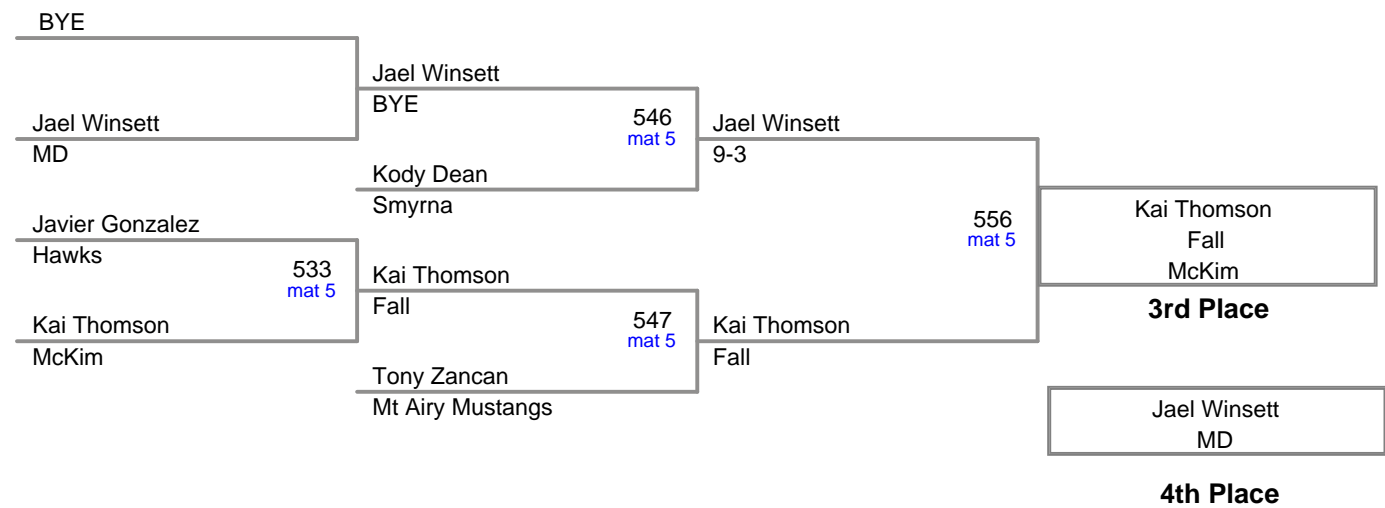 BYE
Jael Winsett
BYE
546
mat 5
Jael Winsett
MD
Jael Winsett
9-3
Kody Dean
Smyrna
Javier Gonzalez
Hawks
533
mat 5
556
mat 5
Kai Thomson
Fall
McKim
3rd Place
Kai Thomson
Fall
547
mat 5
Kai Thomson
McKim
Kai Thomson
Fall
Tony Zancan
Mt Airy Mustangs
Jael Winsett
MD
4th Place